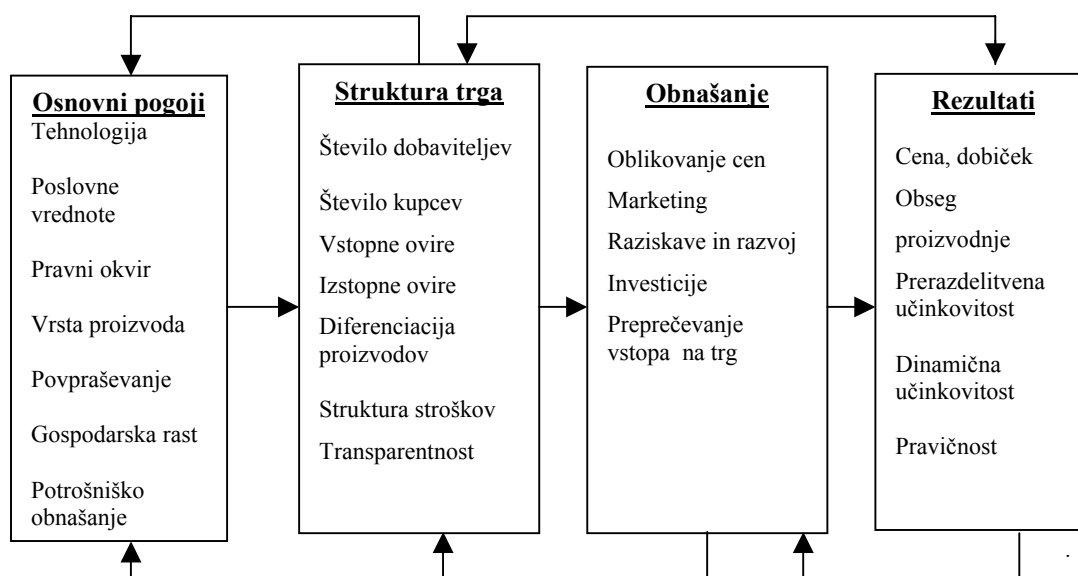 Osnovni pogoji
Tehnologija
Poslovne
vrednote
Pravni okvir
Vrsta proizvoda
Povpraševanje
Gospodarska rast
Potrošniško
obnašanje
Struktura trga
Število dobaviteljev
Število kupcev
Vstopne ovire
Izstopne ovire
Diferenciacija
proizvodov
Struktura stroškov
Transparentnost
Obnašanje
Oblikovanje cen
Marketing
Raziskave in razvoj
Investicije
Preprečevanje
vstopa na trg
Rezultati
Cena, dobiček
Obseg
proizvodnje
Prerazdelitvena
učinkovitost
Dinamična
učinkovitost
Pravičnost
.